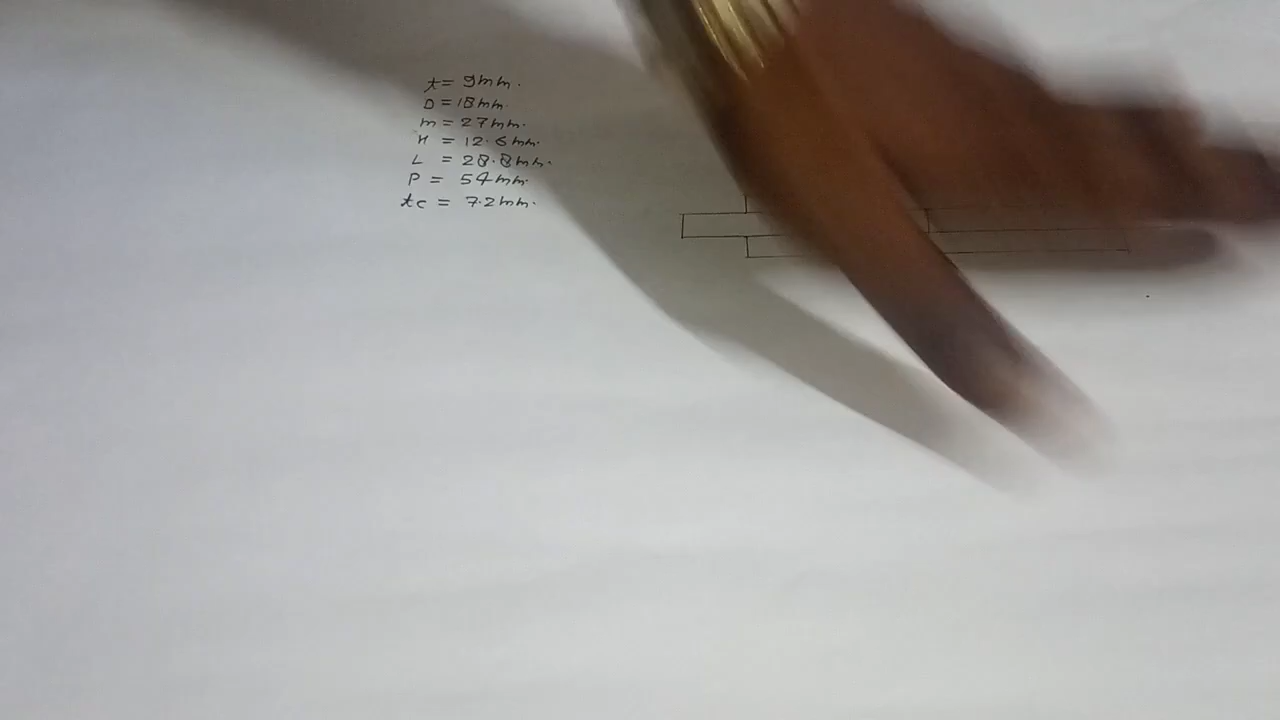 t = 9mm.
D = 18mm.
m = 27mm.
H = 12.6mm.
L = 28.8mm.
P = 54mm.
tc = 7.2mm.